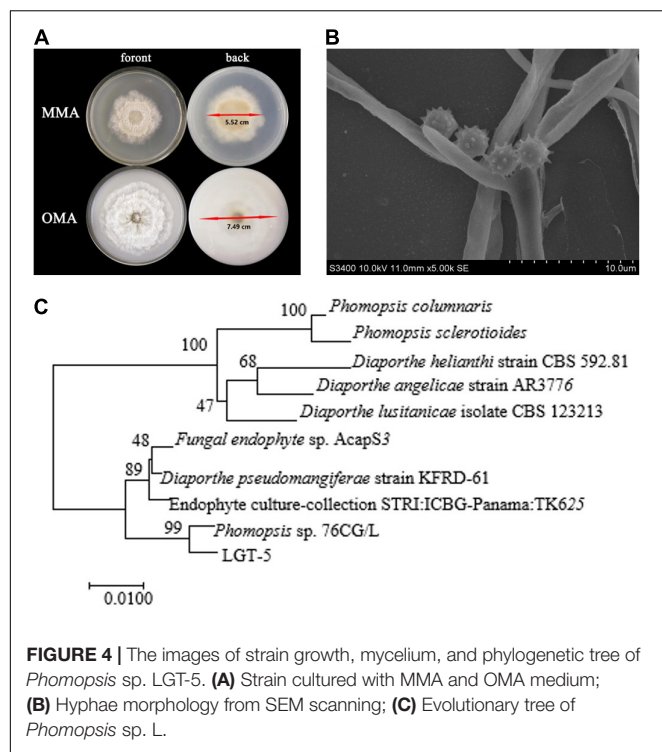 A
B
foront back
MMA
5.52 cm
OMA
7.49 cm
S3400 10.0kV 11.0mm x5.00k SE 10.0um
C
100 Phomopsis columnaris
100 Phomopsis sclerotioides
68 Diaporthe helianthi strain CBS 592.81
Diaporthe angelicae strain AR3776
47 Diaporthe lusitanicae isolate CBS 123213
48 Fungal endophyte sp. AcapS3
89 Diaporthe pseudomangiferae strain KFRD-61
Endophyte culture-collection STRI:ICBG-Panama:TK625
99 Phomopsis sp. 76CG/L
LGT-5
0.0100
FIGURE 4 | The images of strain growth, mycelium, and phylogenetic tree of
Phomopsis sp. LGT-5. (A) Strain cultured with MMA and OMA medium;
(B) Hyphae morphology from SEM scanning; (C) Evolutionary tree of
Phomopsis sp. L.